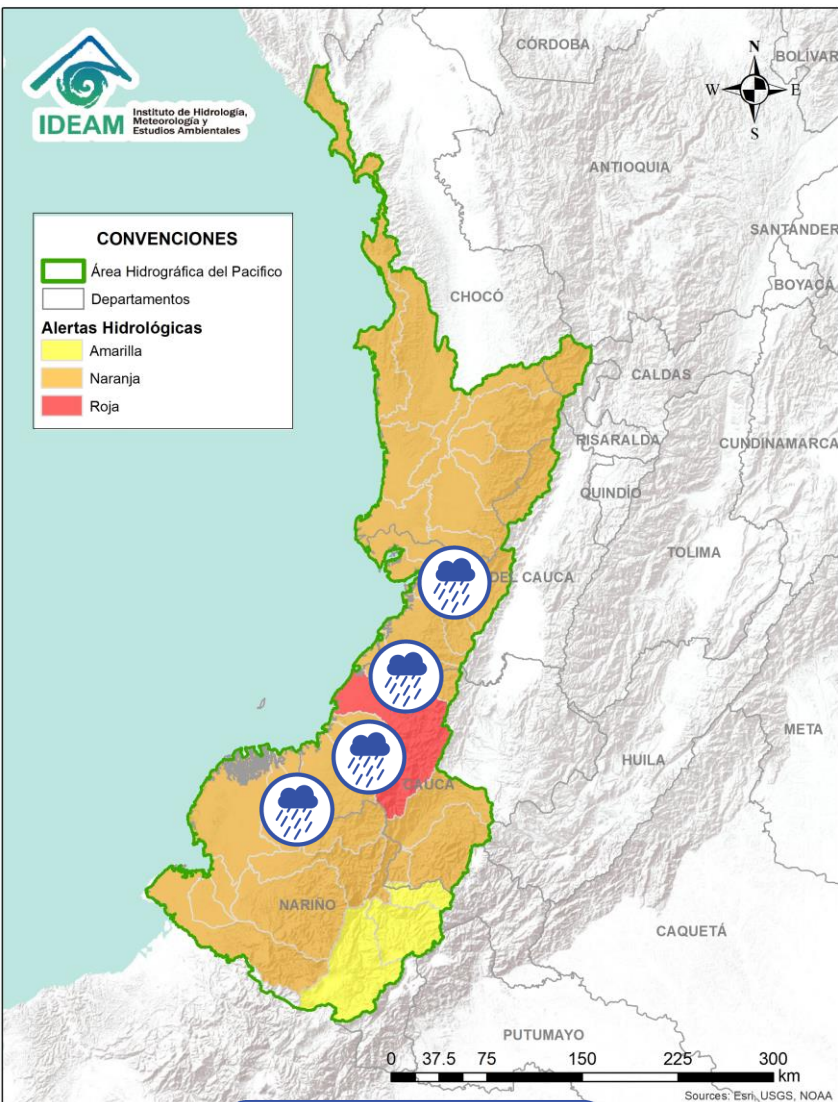 IDEAM
Instituto de Hidrología,
Meteorología y
Estudios Ambientales
N
W
E
S
CÓRDOBA
BOLÍVAR
ANTIOQUIA
SANTANDER
BOYACÁ
CHOCÓ
CALDAS
RISARALDA
CUNDINAMARCA
QUINDÍO
TOLIMA
DEL CAUCA
META
HUILA
CAUCA
NARIÑO
CAQUETÁ
PUTUMAYO
CONVENCIONES
Área Hidrográfica del Pacifico
Departamentos
Alertas Hidrológicas
Amarilla
Naranja
Roja
0 37.5 75 150 225 300
km
Sources: Esri, USGS, NOAA